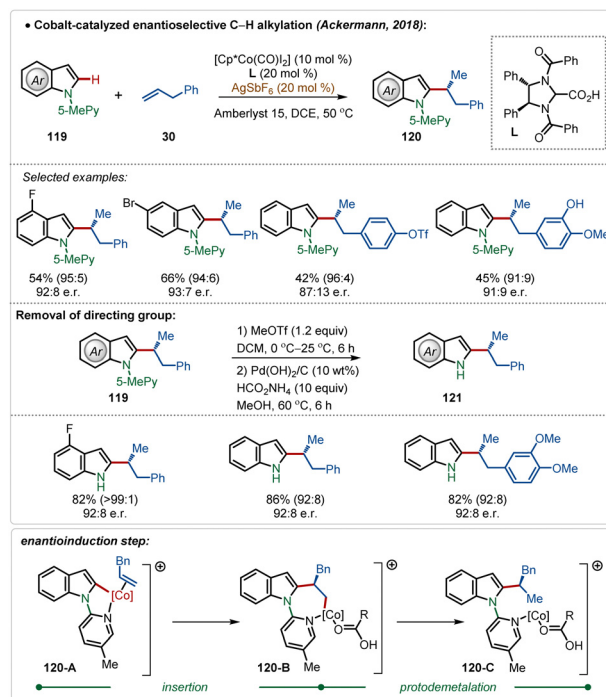 ● Cobalt-catalyzed enantioselective C–H alkylation (Ackermann, 2018):
Ar
H
N
5-MePy
119
+
Ph
30
[Cp*Co(CO)I2] (10 mol %)
L (20 mol %)
AgSbF6 (20 mol %)
Amberlyst 15, DCE, 50 °C
Ar
Me
Ph
N
5-MePy
120
O
Ph
Ph
N
CO2H
Ph
N
O
Ph
L
Selected examples:
F
Me
Ph
N
5-MePy
54% (95:5)
92:8 e.r.
Br
Me
Ph
N
5-MePy
66% (94:6)
93:7 e.r.
Me
N
5-MePy
OTf
42% (96:4)
87:13 e.r.
Me
OH
OMe
N
5-MePy
45% (91:9)
91:9 e.r.
Removal of directing group:
Ar
Me
Ph
N
5-MePy
119
1) MeOTf (1.2 equiv)
DCM, 0 °C–25 °C, 6 h
2) Pd(OH)2/C (10 wt%)
HCO2NH4 (10 equiv)
MeOH, 60 °C, 6 h
Ar
Me
Ph
N
H
121
F
Me
Ph
N
H
82% (>99:1)
92:8 e.r.
Me
Ph
N
H
86% (92:8)
92:8 e.r.
Me
OMe
OMe
N
H
82% (92:8)
92:8 e.r.
enantioinduction step:
Bn
[Co]
N
N
Me
⊕
120-A
Bn
N
[Co]
N
O
R
OH
Me
⊕
120-B
Bn
Me
N
N
[Co]
O
R
OH
Me
⊕
120-C
insertion
protodemetalation